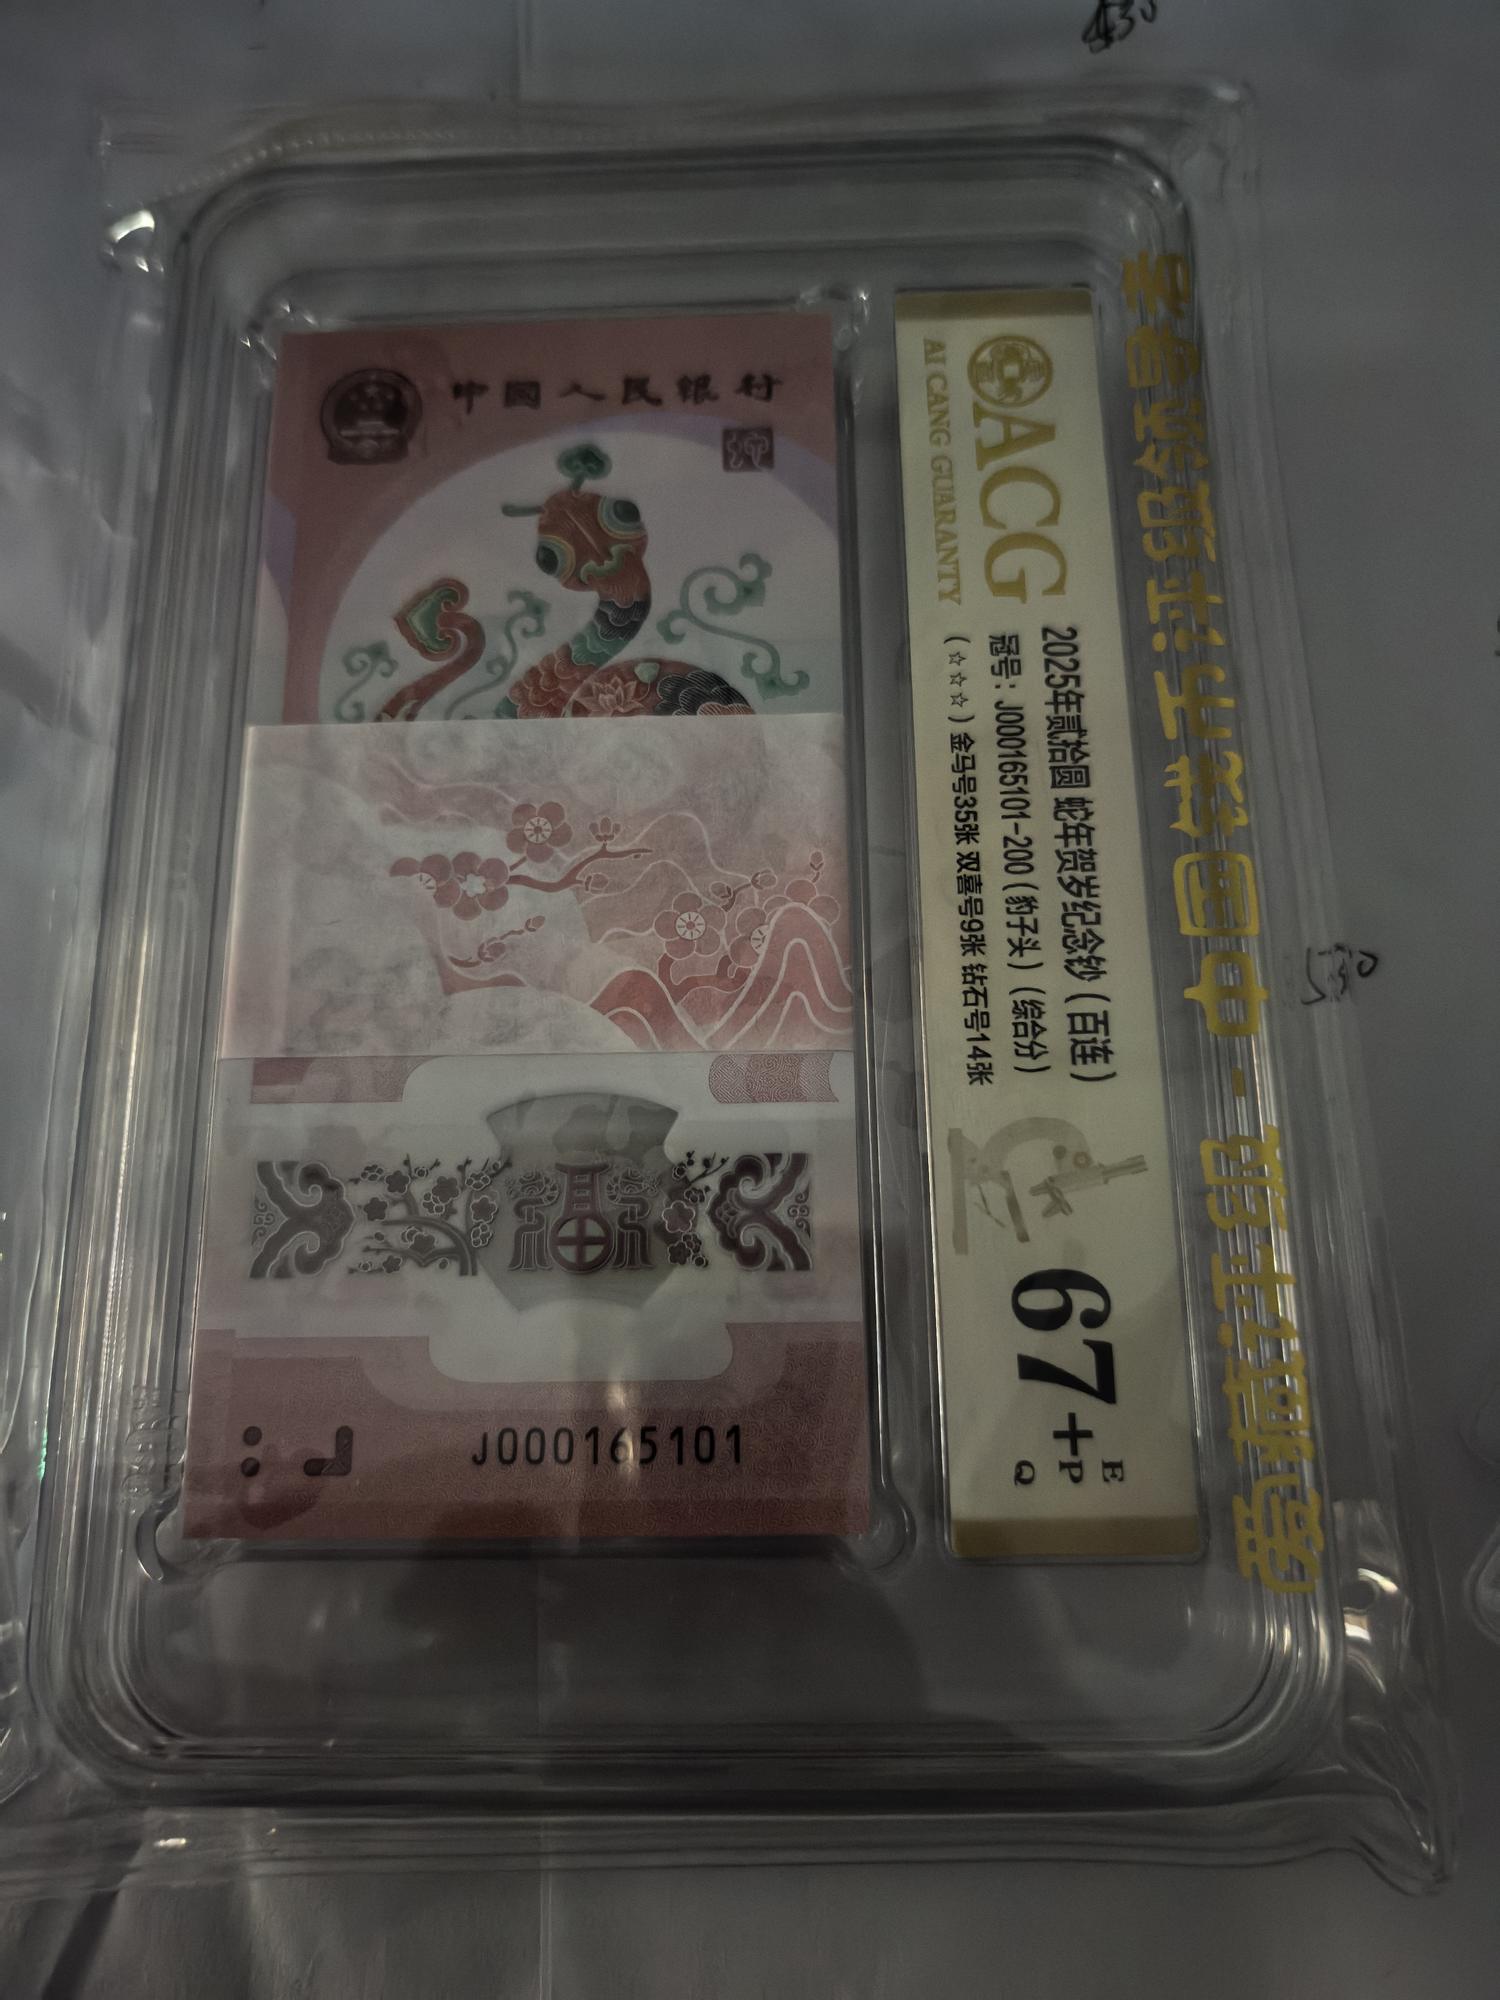 中國人民銀行
J000165101
ACG
AI CANG GUARANTY
2025年贰拾圆 蛇年贺岁纪念钞（百连）
冠号：J000165101-200（豹子头）（综合分）
（☆☆☆）金马号35张 双喜号9张 钻石号14张
67+
E
P
Q